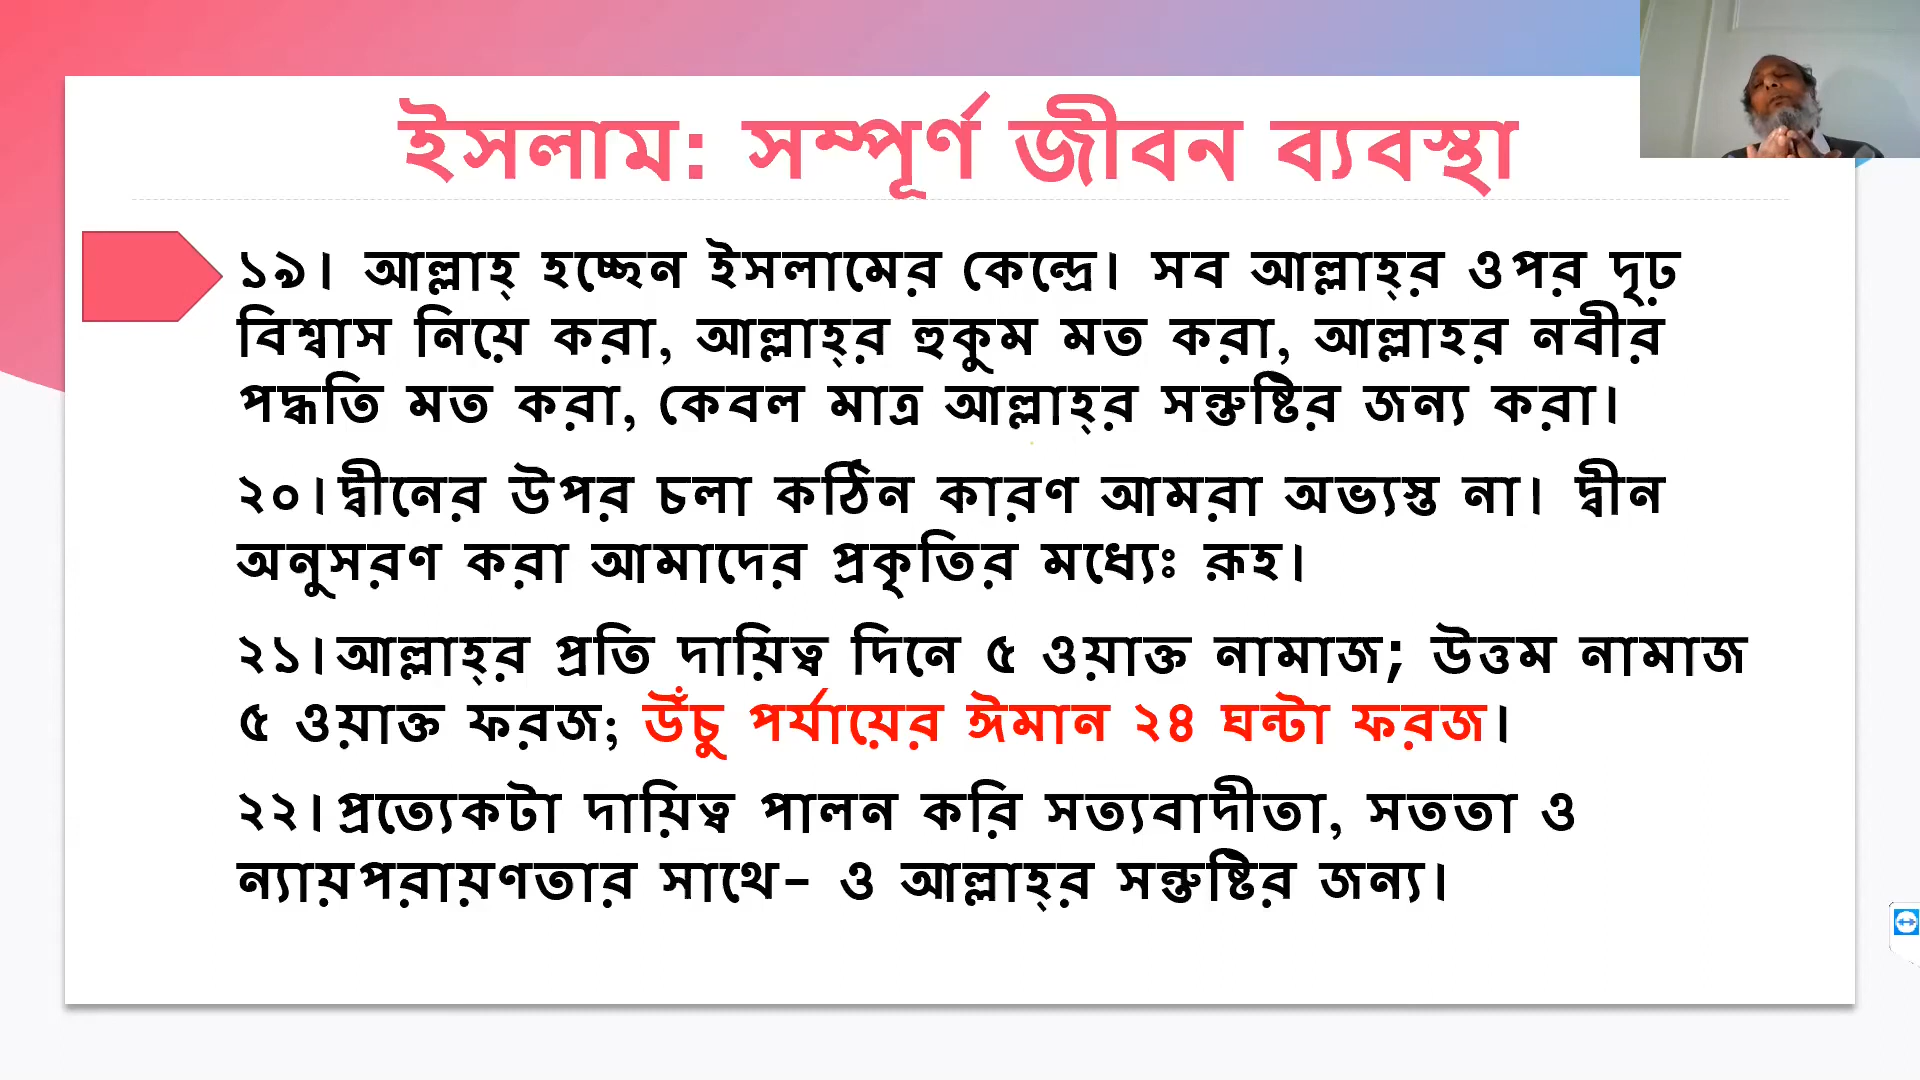 ইসলাম: সম্পূর্ণ জীবন ব্যবস্থা
১৯। আল্লাহ্ হচ্ছেন ইসলামের কেন্দ্রে। সব আল্লাহ্‌র ওপর দৃঢ়
বিশ্বাস নিয়ে করা, আল্লাহ্‌র হুকুম মত করা, আল্লাহর নবীর
পদ্ধতি মত করা, কেবল মাত্র আল্লাহ্‌র সন্তুষ্টির জন্য করা।
২০।দ্বীনের উপর চলা কঠিন কারণ আমরা অভ্যস্ত না। দ্বীন
অনুসরণ করা আমাদের প্রকৃতির মধ্যেঃ রূহ।
২১।আল্লাহ্‌র প্রতি দায়িত্ব দিনে ৫ ওয়াক্ত নামাজ; উত্তম নামাজ
৫ ওয়াক্ত ফরজ; উঁচু পর্যায়ের ঈমান ২৪ ঘন্টা ফরজ।
২২।প্রত্যেকটা দায়িত্ব পালন করি সত্যবাদীতা, সততা ও
ন্যায়পরায়ণতার সাথে– ও আল্লাহ্‌র সন্তুষ্টির জন্য।